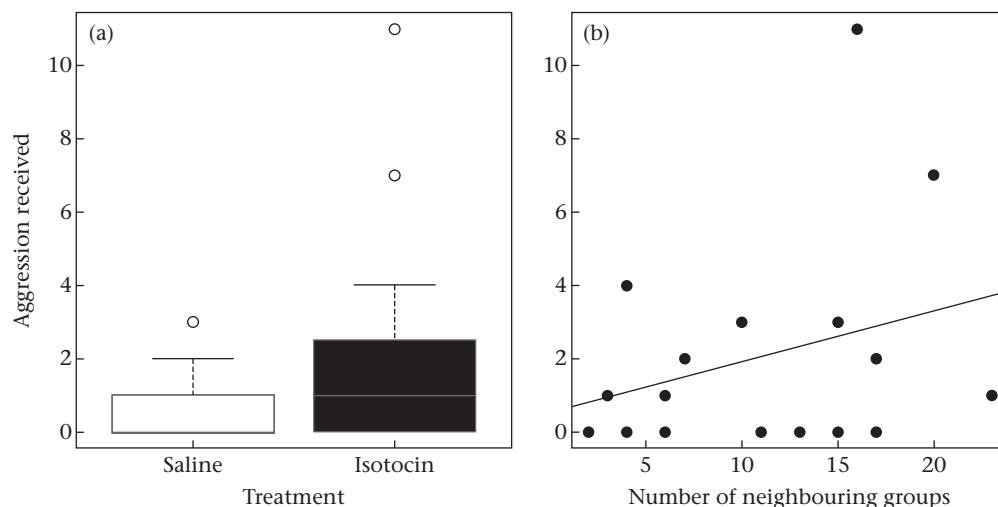 (a)
(b)
10
8
6
4
2
0
Aggression received
Saline
Isotocin
Treatment
10
8
6
4
2
0
5
10
15
20
Number of neighbouring groups